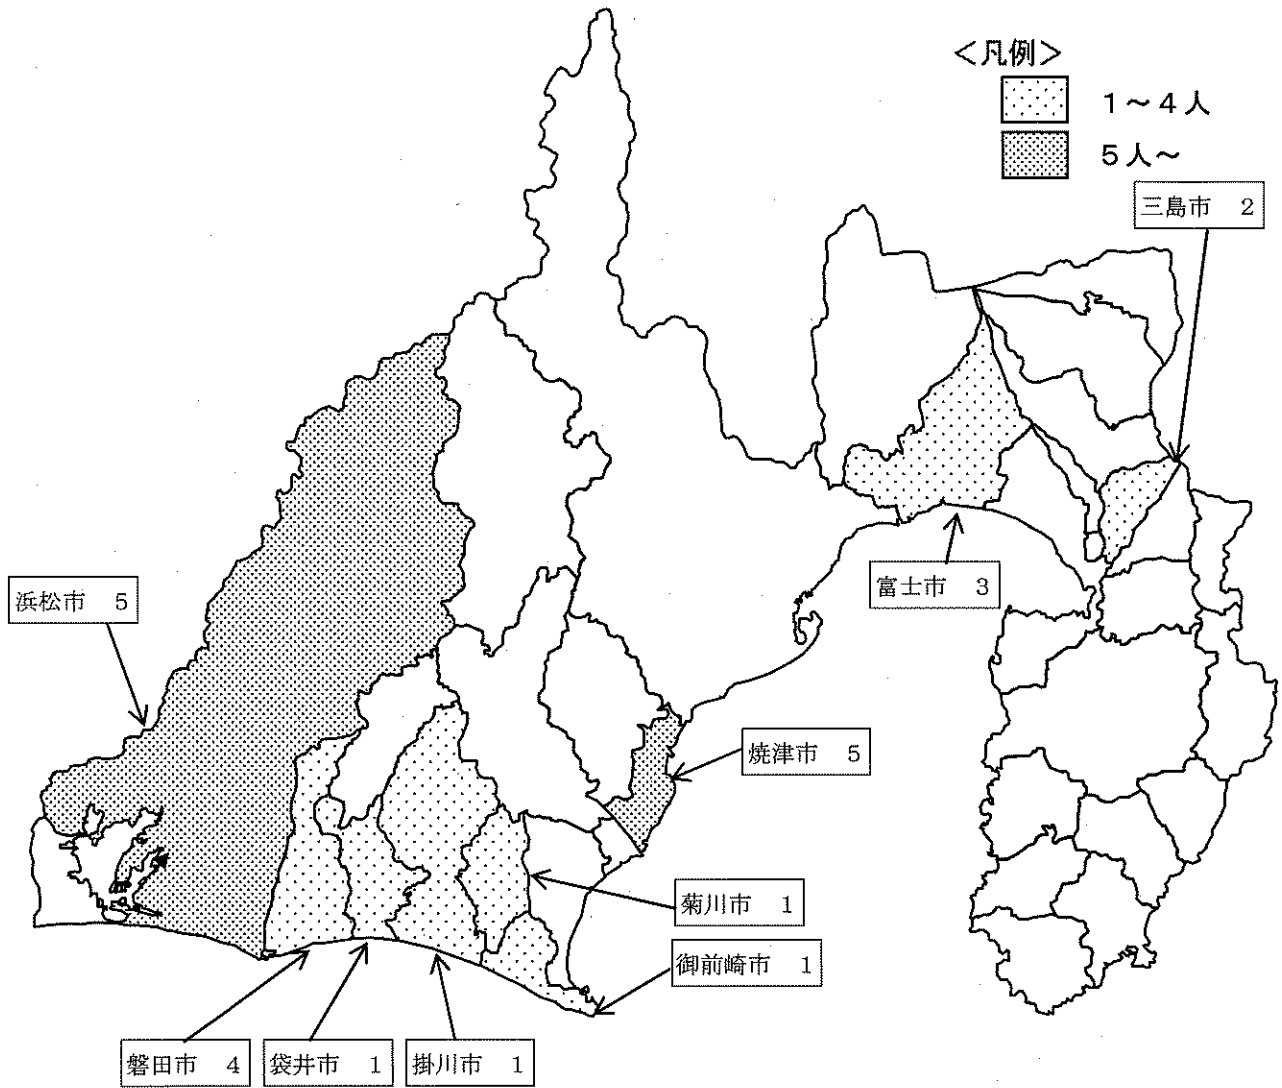 ＜凡例＞
１～４人
５人～
三島市　２
富士市　３
浜松市　５
焼津市　５
菊川市　１
御前崎市　１
磐田市　４
袋井市　１
掛川市　１